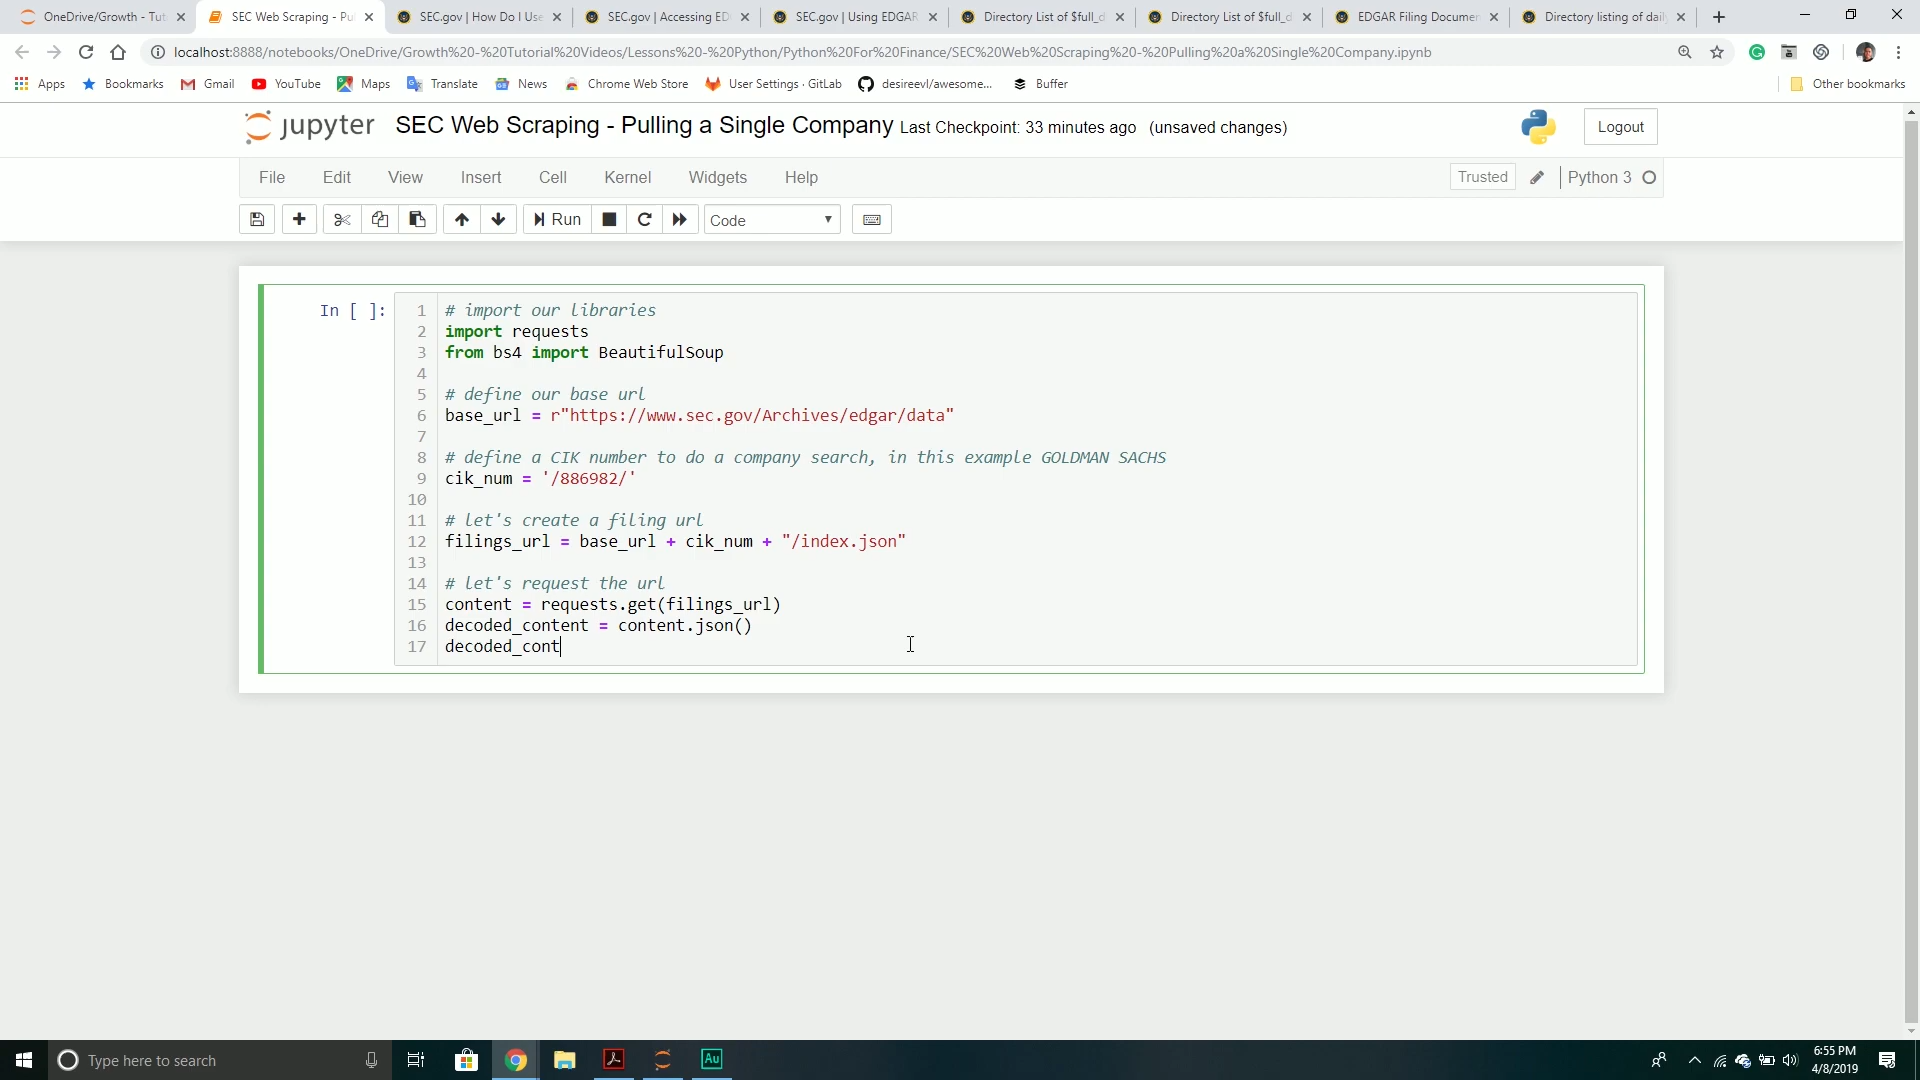 OneDrive/Growth - Tut
SEC Web Scraping - Pu
SEC.gov | How Do I Use
SEC.gov | Accessing ED
SEC.gov | Using EDGAR
Directory List of $full_d
Directory List of $full_d
EDGAR Filing Documen
Directory listing of dail
localhost:8888/notebooks/OneDrive/Growth%20-%20Tutorial%20Videos/Lessons%20-%20Python/Python%20For%20Finance/SEC%20Web%20Scraping%20-%20Pulling%20a%20Single%20Company.ipynb
Apps Bookmarks Gmail YouTube Maps Translate News Chrome Web Store User Settings · GitLab desireevl/awesome... Buffer Other bookmarks
jupyter SEC Web Scraping - Pulling a Single Company Last Checkpoint: 33 minutes ago (unsaved changes) Logout
File Edit View Insert Cell Kernel Widgets Help Trusted Python 3
Run Code
In [ ]:
1 # import our libraries
2 import requests
3 from bs4 import BeautifulSoup
4
5 # define our base url
6 base_url = r"https://www.sec.gov/Archives/edgar/data"
7
8 # define a CIK number to do a company search, in this example GOLDMAN SACHS
9 cik_num = '/886982/'
10
11 # let's create a filing url
12 filings_url = base_url + cik_num + "/index.json"
13
14 # let's request the url
15 content = requests.get(filings_url)
16 decoded_content = content.json()
17 decoded_cont
Type here to search
Au
6:55 PM
4/8/2019